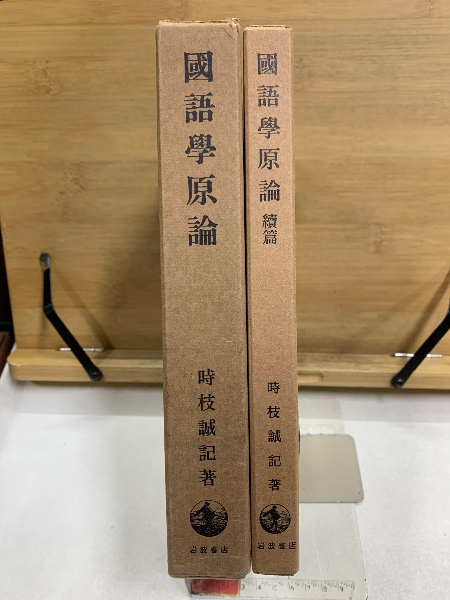 國語學原論
時枝誠記著
岩波書店
國語學原論 續篇
時枝誠記著
岩波書店